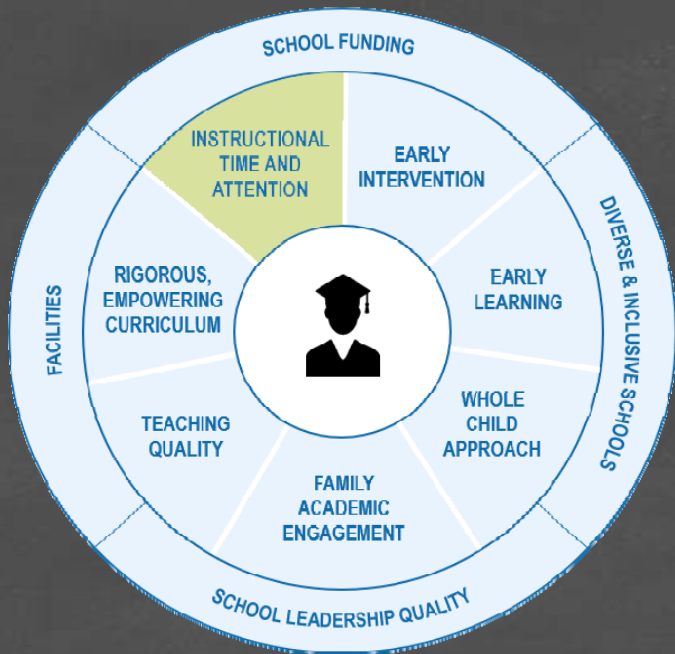 SCHOOL FUNDING
INSTRUCTIONAL
TIME AND
ATTENTION
EARLY
INTERVENTION
DIVERSE & INCLUSIVE SCHOOLS
FACILITIES
RIGOROUS,
EMPOWERING
CURRICULUM
EARLY
LEARNING
TEACHING
QUALITY
WHOLE
CHILD
APPROACH
FAMILY
ACADEMIC
ENGAGEMENT
SCHOOL LEADERSHIP QUALITY